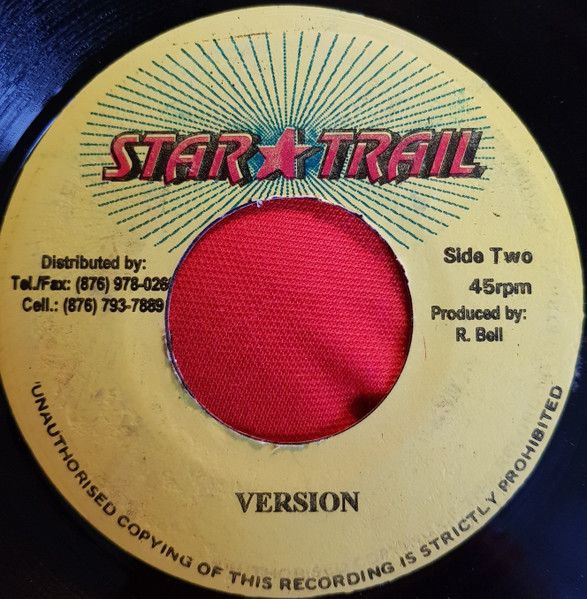 STAR TRAIL
Distributed by:
Tel./Fax: (876) 978-026
Cell.: (876) 793-7889
Side Two
45rpm
Produced by:
R. Bell
VERSION
UNAUTHORISED COPYING OF THIS RECORDING IS STRICTLY PROHIBITED